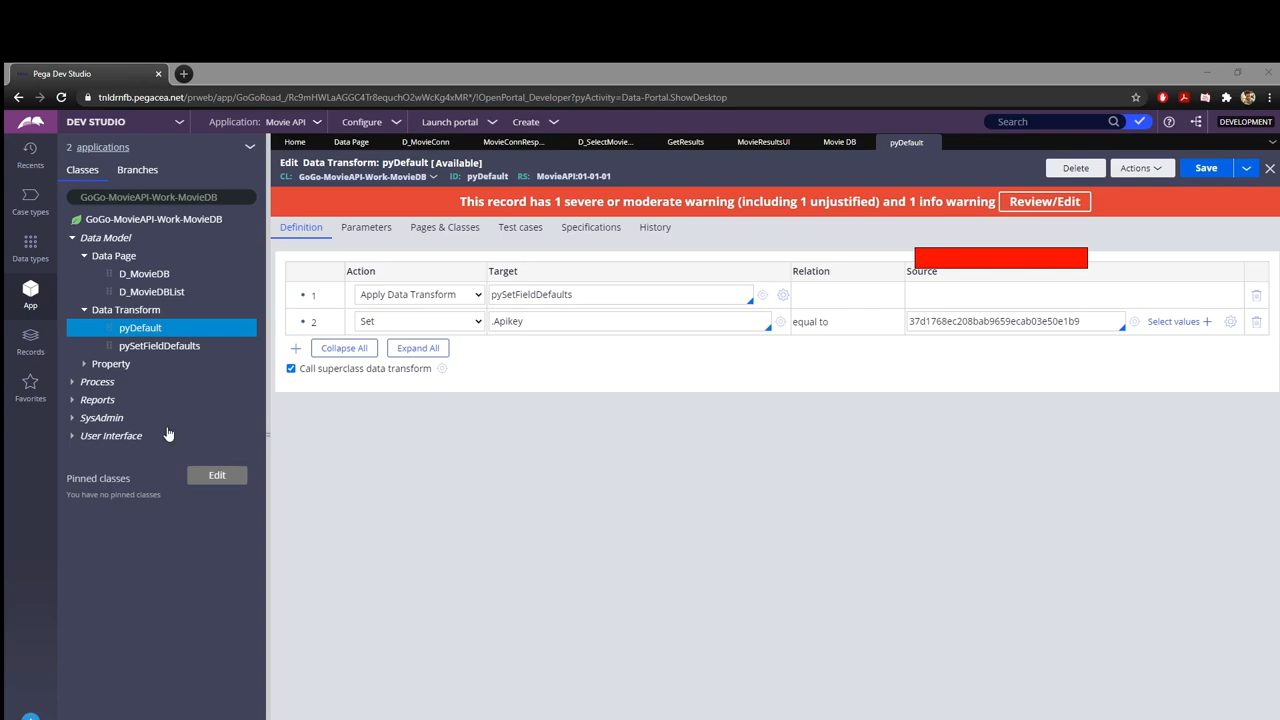 Pega Dev Studio
tnldrnfb.pegacea.net/prweb/app/GoGoRoad_/Rc9mHWLaAGGC4Tr8equchO2wWcKg4xMR*/!OpenPortal_Developer?pyActivity=Data-Portal.ShowDesktop
DEV STUDIO Application: Movie API Configure Launch portal Create Search DEVELOPMENT
Recents
Case types
Data types
App
Records
Favorites
2 applications
Classes Branches
GoGo-MovieAPI-Work-MovieDB
GoGo-MovieAPI-Work-MovieDB
Data Model
Data Page
D_MovieDB
D_MovieDBList
Data Transform
pyDefault
pySetFieldDefaults
Property
Process
Reports
SysAdmin
User Interface
Pinned classes Edit
You have no pinned classes
Home Data Page D_MovieConn MovieConnResp... D_SelectMovie... GetResults MovieResultsUI Movie DB pyDefault
Edit Data Transform: pyDefault [Available]
CL: GoGo-MovieAPI-Work-MovieDB ID: pyDefault RS: MovieAPI:01-01-01
Delete Actions Save
This record has 1 severe or moderate warning (including 1 unjustified) and 1 info warning Review/Edit
Definition Parameters Pages & Classes Test cases Specifications History
Action Target Relation Source
1 Apply Data Transform pySetFieldDefaults
2 Set .Apikey equal to 37d1768ec208bab9659ecab03e50e1b9 Select values
Collapse All Expand All
Call superclass data transform